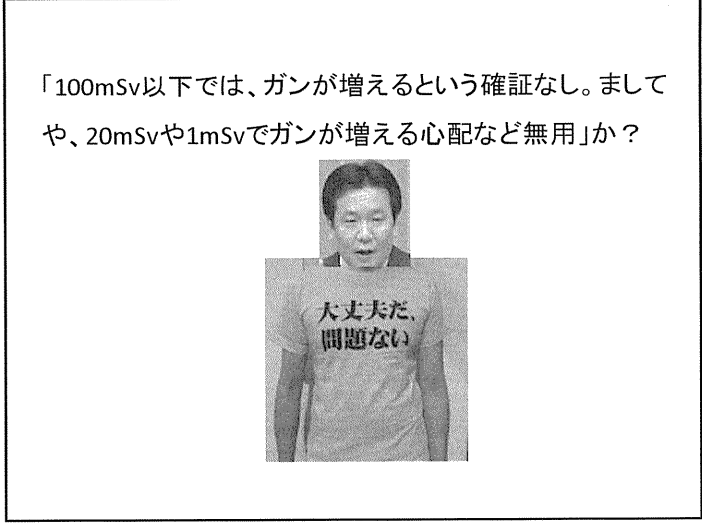 「100mSv以下では、ガンが増えるという確証なし。まして
や、20mSvや1mSvでガンが増える心配など無用」か？
大丈夫だ、
問題ない